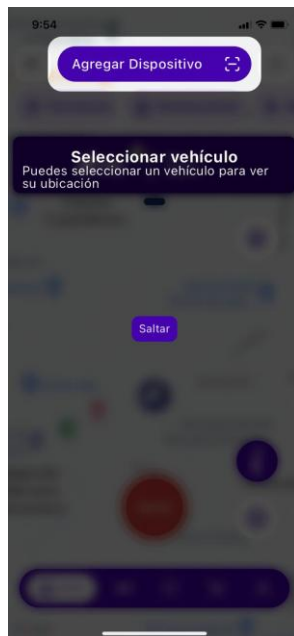 9:54
Agregar Dispositivo
Seleccionar vehículo
Puedes seleccionar un vehículo para ver
su ubicación
Saltar